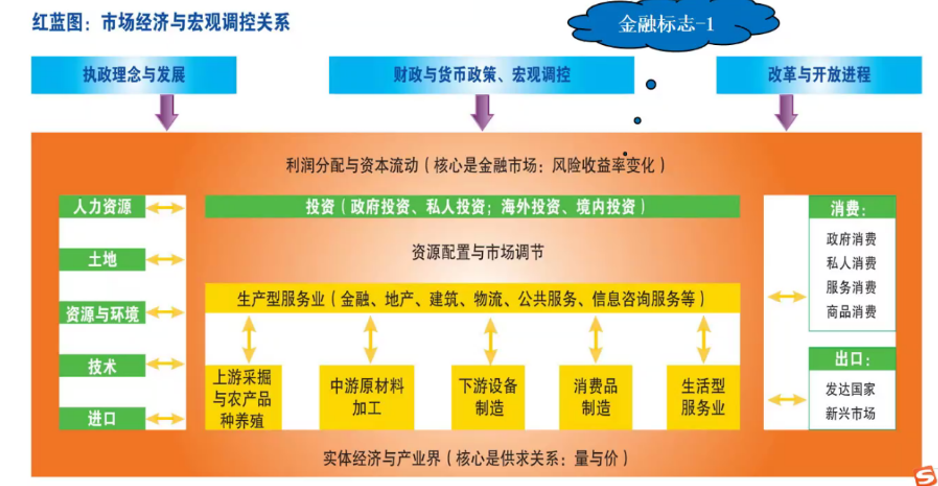 红蓝图：市场经济与宏观调控关系
金融标志-1
执政理念与发展
财政与货币政策、宏观调控
改革与开放进程
利润分配与资本流动（核心是金融市场：风险收益率变化）
人力资源
投资（政府投资、私人投资；海外投资、境内投资）
消费：
政府消费
私人消费
服务消费
商品消费
土地
资源配置与市场调节
资源与环境
生产型服务业（金融、地产、建筑、物流、公共服务、信息咨询服务等）
技术
进口
上游采掘
与农产品
种养殖
中游原材料
加工
下游设备
制造
消费品
制造
生活型
服务业
出口：
发达国家
新兴市场
实体经济与产业界（核心是供求关系：量与价）
S